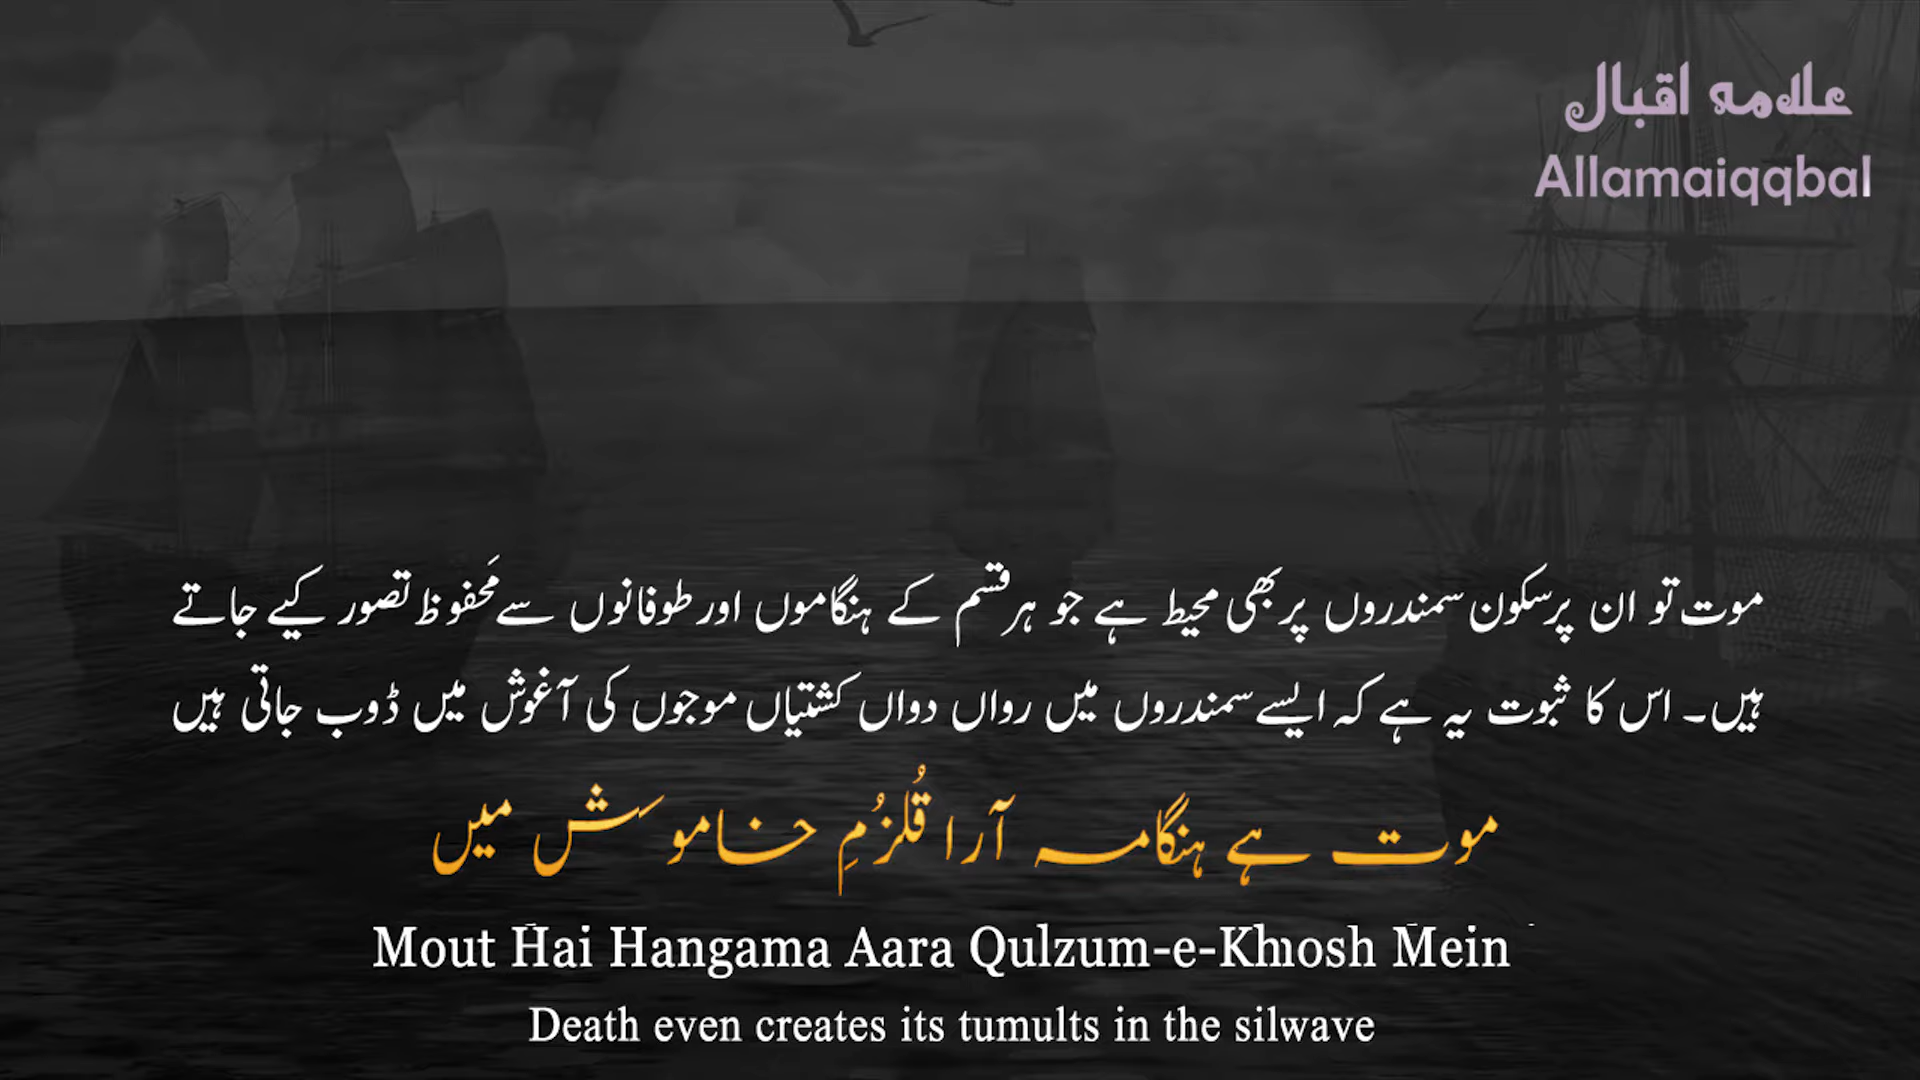 علامہ اقبال
Allamaiqqbal
موت تو ان پرسکون سمندروں پر بھی محیط ہے جو ہر قسم کے ہنگاموں اور طوفانوں سے مَحفوظ تصور کیے جاتے
ہیں۔ اس کا ثبوت یہ ہے کہ ایسے سمندروں میں رواں دواں کشتیاں موجوں کی آغوش میں ڈوب جاتی ہیں
موت ہے ہنگامہ آرا قُلزُمِ خاموش میں
Mout Hai Hangama Aara Qulzum-e-Khosh Mein
Death even creates its tumults in the silwave